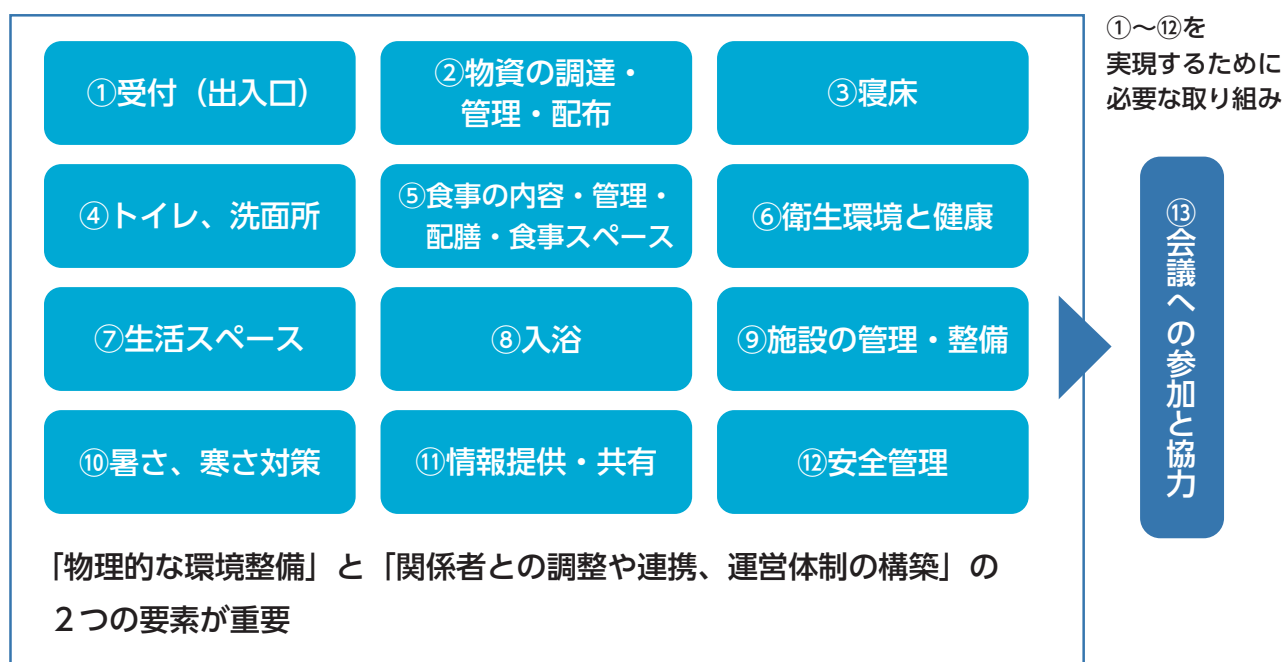 ①受付（出入口）
②物資の調達・
管理・配布
③寝床
④トイレ、洗面所
⑤食事の内容・管理・
配膳・食事スペース
⑥衛生環境と健康
⑦生活スペース
⑧入浴
⑨施設の管理・整備
⑩暑さ、寒さ対策
⑪情報提供・共有
⑫安全管理
「物理的な環境整備」と「関係者との調整や連携、運営体制の構築」の
２つの要素が重要
①～⑫を
実現するために
必要な取り組み
⑬会議への参加と協力